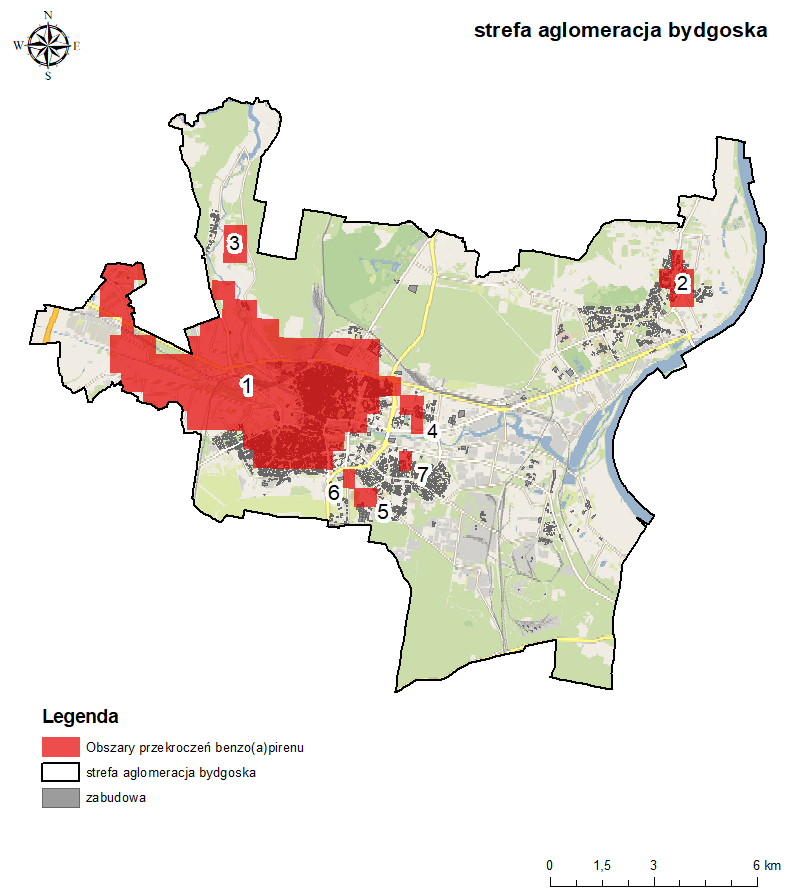 strefa aglomeracja bydgoska
N
W E
S
3
2
1
4
7
6
5
Legenda
Obszary przekroczeń benzo(a)pirenu
strefa aglomeracja bydgoska
zabudowa
0 1,5 3 6 km